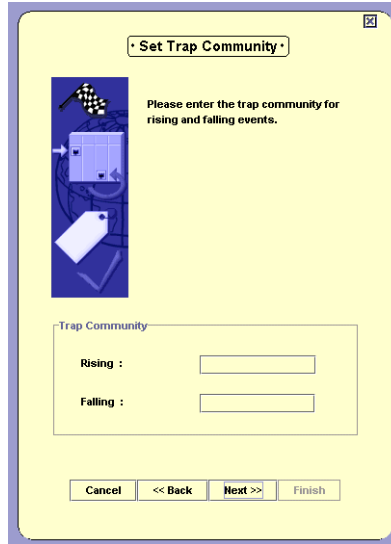 · Set Trap Community ·
Please enter the trap community for
rising and falling events.
Trap Community
Rising :
Falling :
Cancel
<< Back
Next >>
Finish